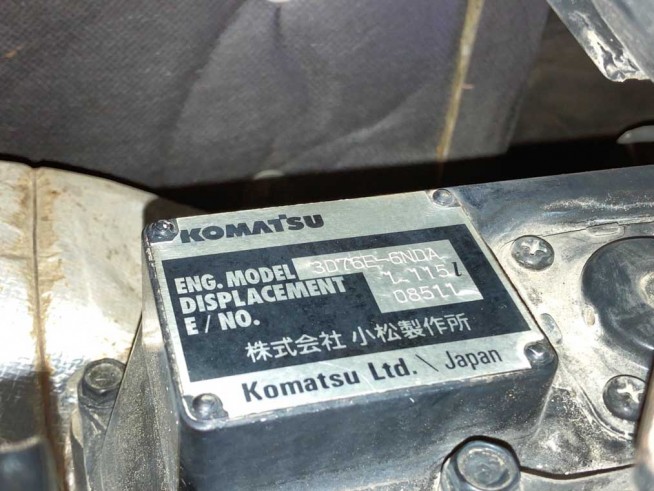 KOMATSU
ENG. MODEL 3D76E-6NDA
DISPLACEMENT 1.115 l
E / NO. 08511
株式会社 小松製作所
Komatsu Ltd. \ Japan